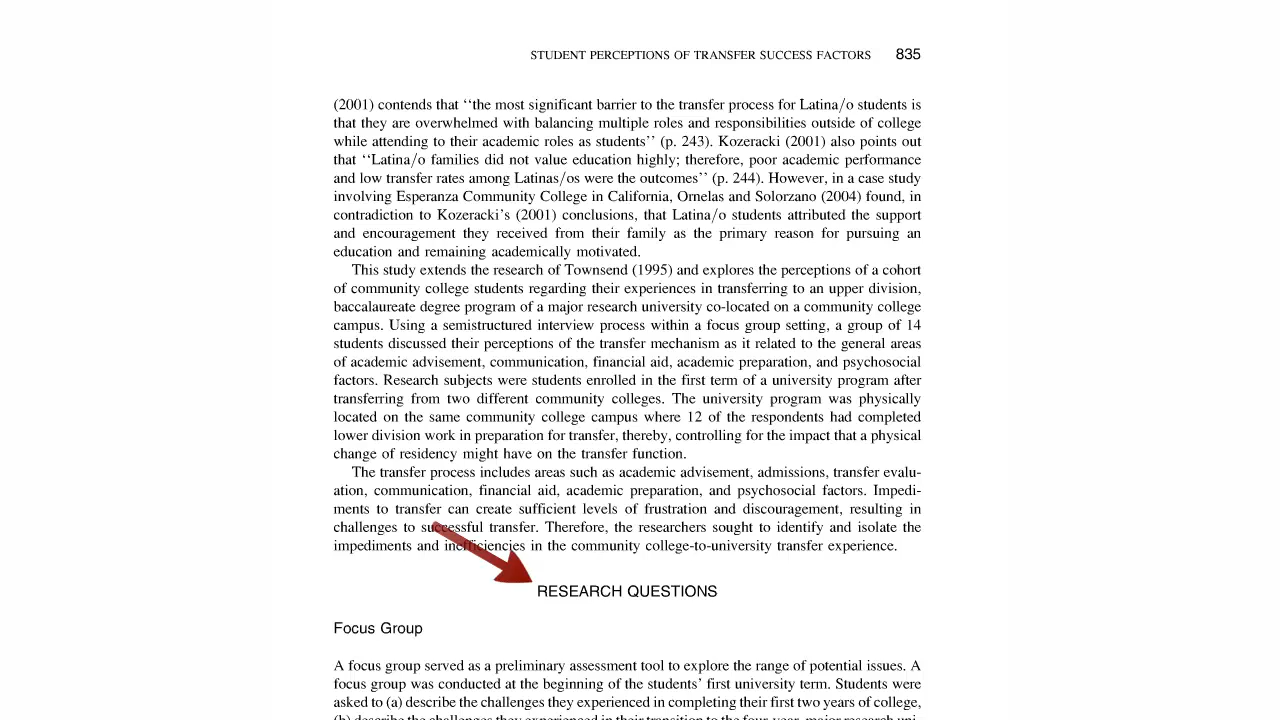 STUDENT PERCEPTIONS OF TRANSFER SUCCESS FACTORS 835
(2001) contends that ‘‘the most significant barrier to the transfer process for Latina/o students is
that they are overwhelmed with balancing multiple roles and responsibilities outside of college
while attending to their academic roles as students’’ (p. 243). Kozeracki (2001) also points out
that ‘‘Latina/o families did not value education highly; therefore, poor academic performance
and low transfer rates among Latinas/os were the outcomes’’ (p. 244). However, in a case study
involving Esperanza Community College in California, Ornelas and Solorzano (2004) found, in
contradiction to Kozeracki’s (2001) conclusions, that Latina/o students attributed the support
and encouragement they received from their family as the primary reason for pursuing an
education and remaining academically motivated.
This study extends the research of Townsend (1995) and explores the perceptions of a cohort
of community college students regarding their experiences in transferring to an upper division,
baccalaureate degree program of a major research university co-located on a community college
campus. Using a semistructured interview process within a focus group setting, a group of 14
students discussed their perceptions of the transfer mechanism as it related to the general areas
of academic advisement, communication, financial aid, academic preparation, and psychosocial
factors. Research subjects were students enrolled in the first term of a university program after
transferring from two different community colleges. The university program was physically
located on the same community college campus where 12 of the respondents had completed
lower division work in preparation for transfer, thereby, controlling for the impact that a physical
change of residency might have on the transfer function.
The transfer process includes areas such as academic advisement, admissions, transfer evalu-
ation, communication, financial aid, academic preparation, and psychosocial factors. Impedi-
ments to transfer can create sufficient levels of frustration and discouragement, resulting in
challenges to successful transfer. Therefore, the researchers sought to identify and isolate the
impediments and inefficiencies in the community college-to-university transfer experience.
RESEARCH QUESTIONS
Focus Group
A focus group served as a preliminary assessment tool to explore the range of potential issues. A
focus group was conducted at the beginning of the students’ first university term. Students were
asked to (a) describe the challenges they experienced in completing their first two years of college,
(b) describe the challenges they experienced in their transition to the four-year, major research uni-